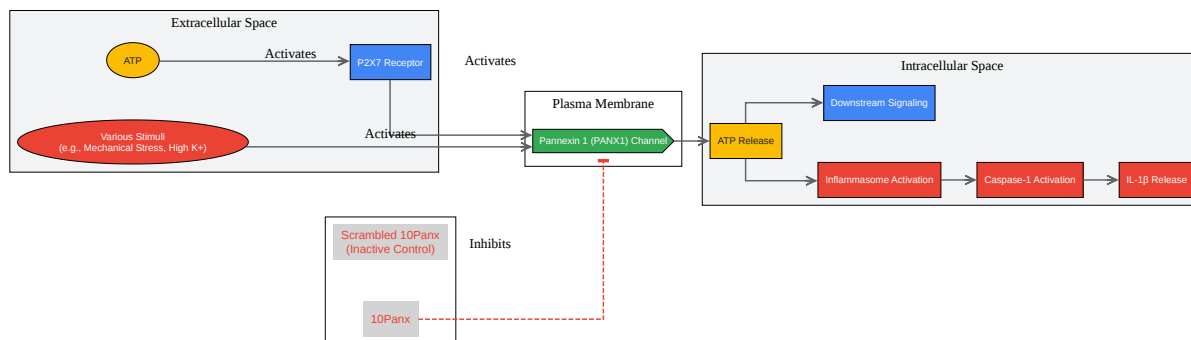 Extracellular Space
ATP
Activates
P2X7 Receptor
Activates
Various Stimuli
(e.g., Mechanical Stress, High K+)
Activates
Plasma Membrane
Pannexin 1 (PANX1) Channel
Intracellular Space
Downstream Signaling
ATP Release
Inflammasome Activation
Caspase-1 Activation
IL-1β Release
Scrambled 10Panx
(Inactive Control)
Inhibits
10Panx